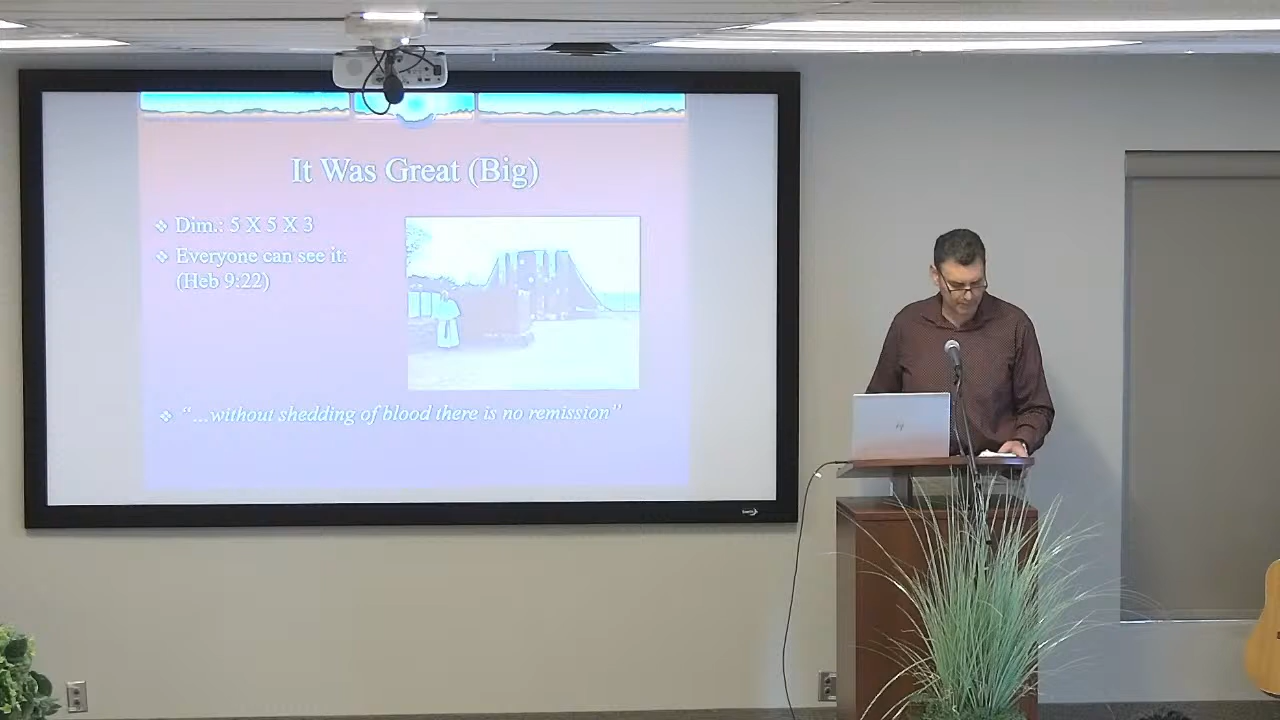 It Was Great (Big)
❖ Dim.: 5 X 5 X 3
❖ Everyone can see it:
(Heb 9:22)
❖ "...without shedding of blood there is no remission"
hp